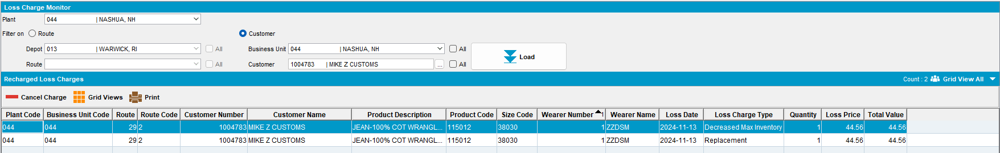 Loss Charge Monitor
Plant 044 | NASHUA, NH
Filter on Route Customer
Depot 013 | WARWICK, RI All Business Unit 044 | NASHUA, NH All Load
Route All Customer 1004783 | MIKE Z CUSTOMS ... All
Recharged Loss Charges Count : 2 Grid View All
Cancel Charge Grid Views Print
Plant Code Business Unit Code Route Route Code Customer Number Customer Name Product Description Product Code Size Code Wearer Number 1 Wearer Name Loss Date Loss Charge Type Quantity Loss Price Total Value
044 044 29 2 1004783 MIKE Z CUSTOMS JEAN-100% COT WRANGL... 115012 38030 1 ZZDSM 2024-11-13 Decreased Max Inventory 1 44.56 44.56
044 044 29 2 1004783 MIKE Z CUSTOMS JEAN-100% COT WRANGL... 115012 38030 1 ZZDSM 2024-11-13 Replacement 1 44.56 44.56